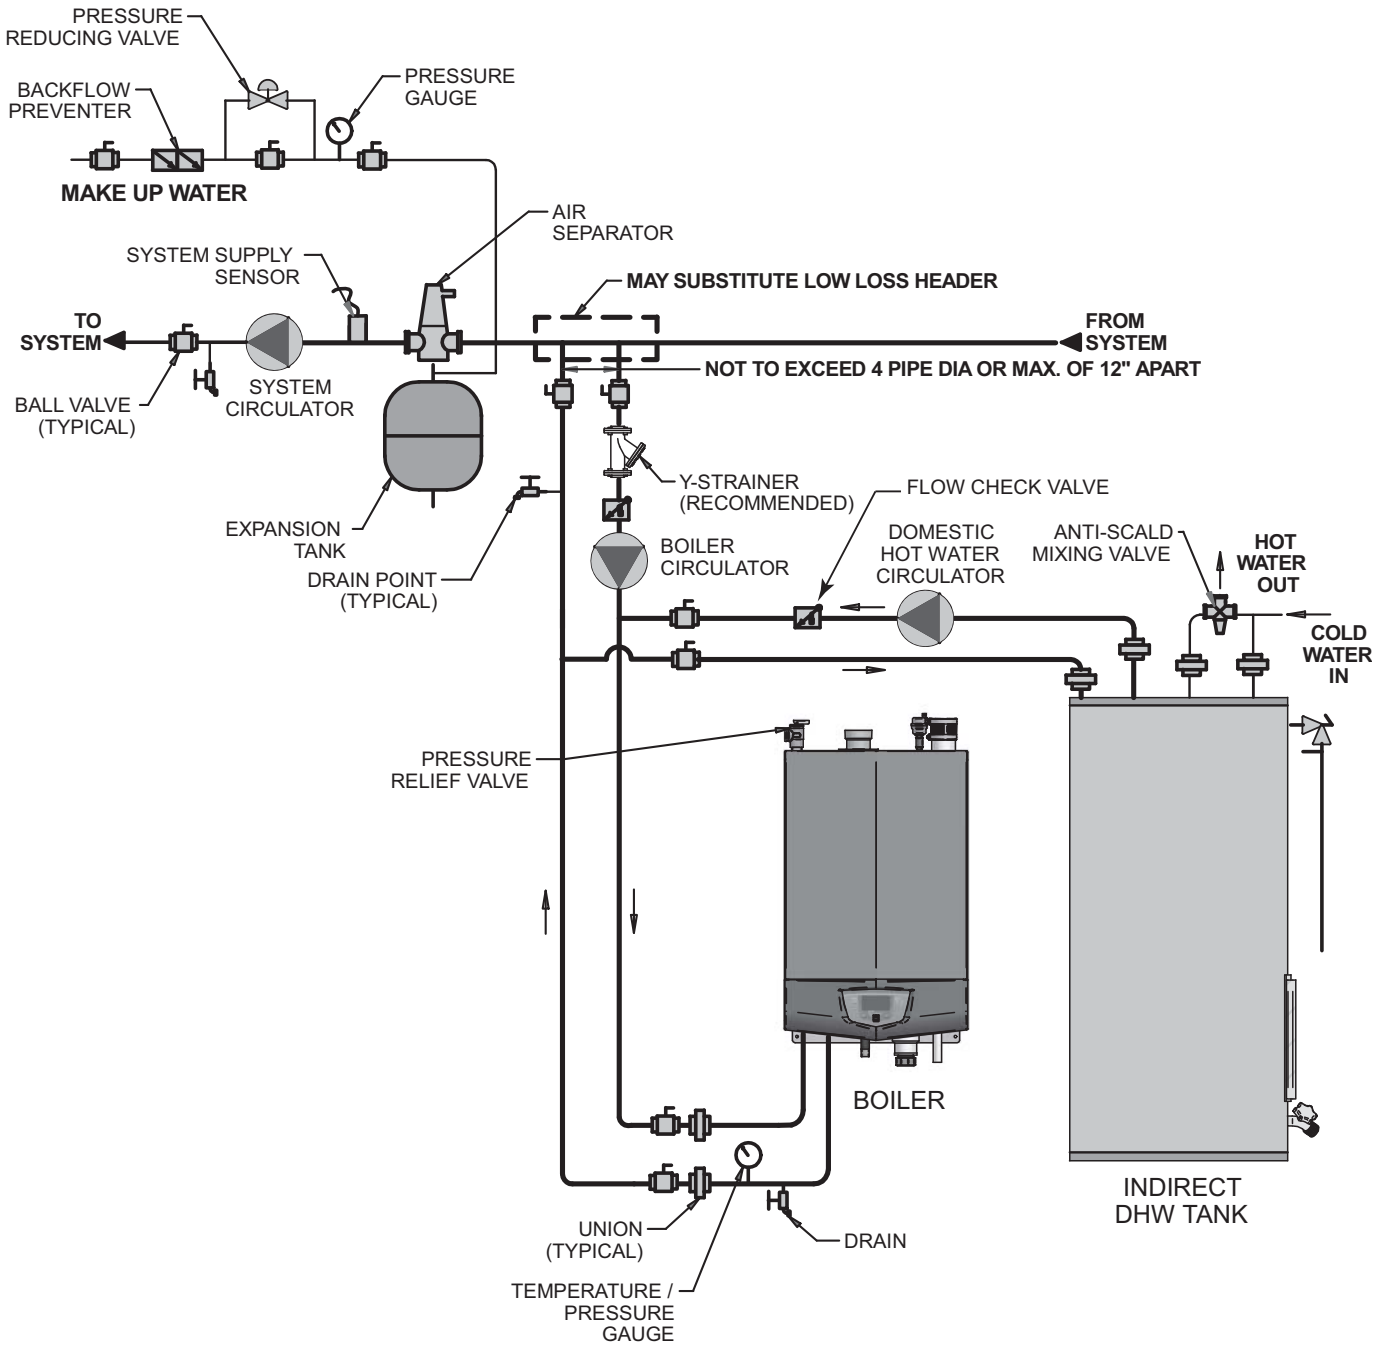 PRESSURE
REDUCING VALVE
BACKFLOW
PREVENTER
PRESSURE
GAUGE
MAKE UP WATER
AIR
SEPARATOR
SYSTEM SUPPLY
SENSOR
MAY SUBSTITUTE LOW LOSS HEADER
TO
SYSTEM
FROM
SYSTEM
NOT TO EXCEED 4 PIPE DIA OR MAX. OF 12" APART
SYSTEM
CIRCULATOR
BALL VALVE
(TYPICAL)
Y-STRAINER
(RECOMMENDED)
FLOW CHECK VALVE
EXPANSION
TANK
BOILER
CIRCULATOR
DOMESTIC
HOT WATER
CIRCULATOR
ANTI-SCALD
MIXING VALVE
HOT
WATER
OUT
DRAIN POINT
(TYPICAL)
COLD
WATER
IN
PRESSURE
RELIEF VALVE
BOILER
INDIRECT
DHW TANK
UNION
(TYPICAL)
DRAIN
TEMPERATURE /
PRESSURE
GAUGE